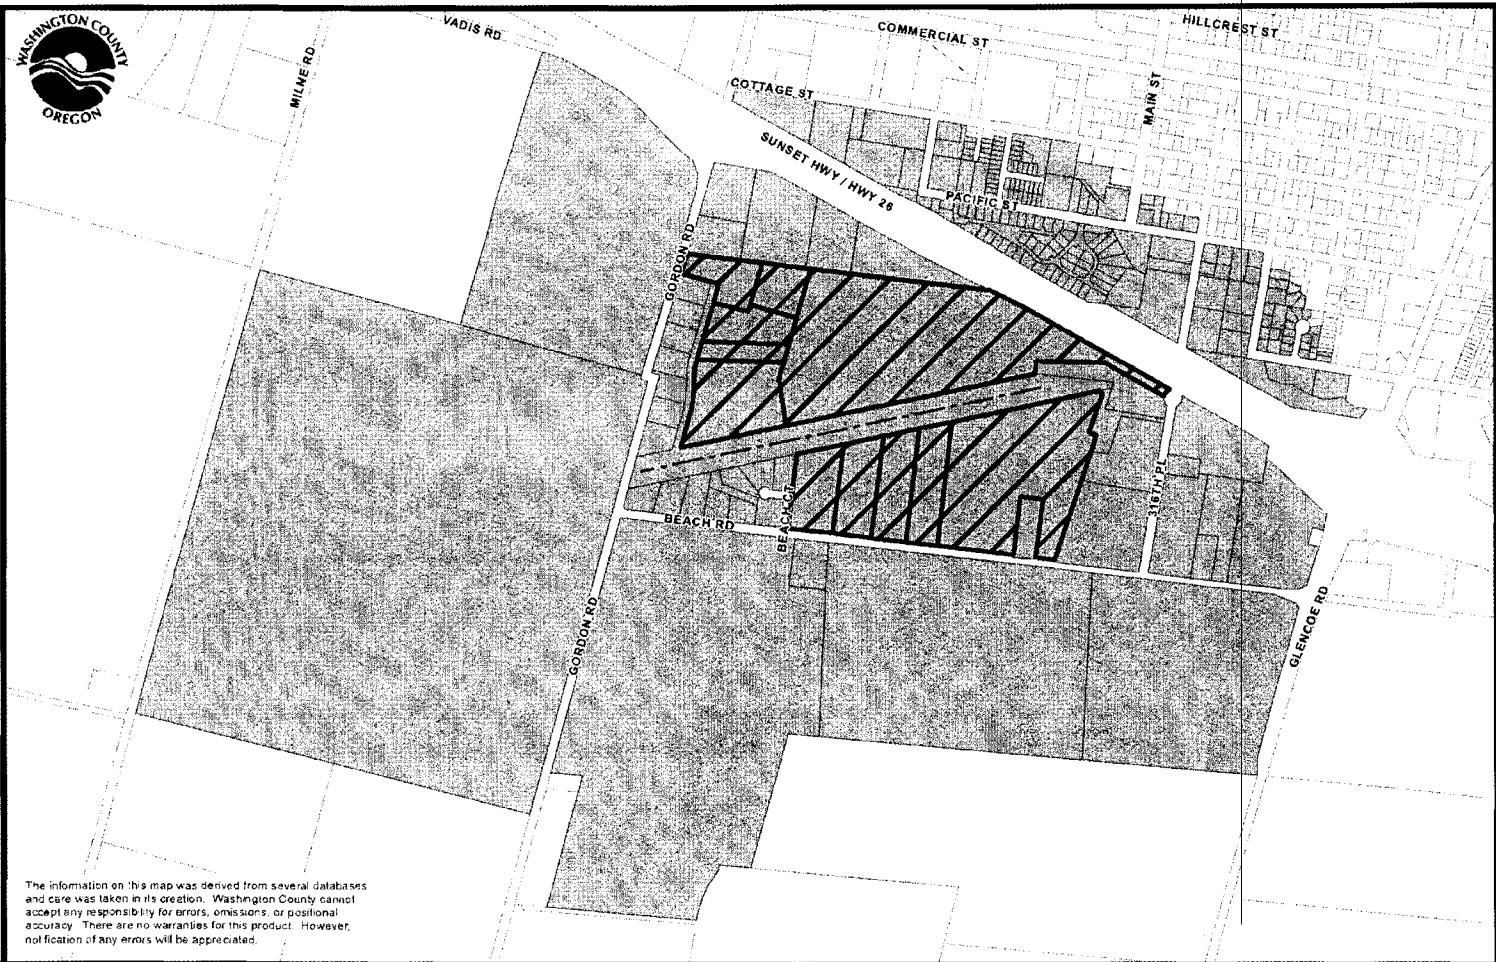 WASHINGTON COUNTY
OREGON
VADIS RD
MILNE RD
COMMERCIAL ST
HILLCREST ST
COTTAGE ST
MAIN ST
SUNSET HWY / HWY 26
PACIFIC ST
GORDON RD
316TH PL
BEACH RD
BEACH CT
GORDON RD
GLENCOE RD
The information on this map was derived from several databases
and care was taken in its creation. Washington County cannot
accept any responsibility for errors, omissions, or positional
accuracy. There are no warranties for this product. However,
notification of any errors will be appreciated.